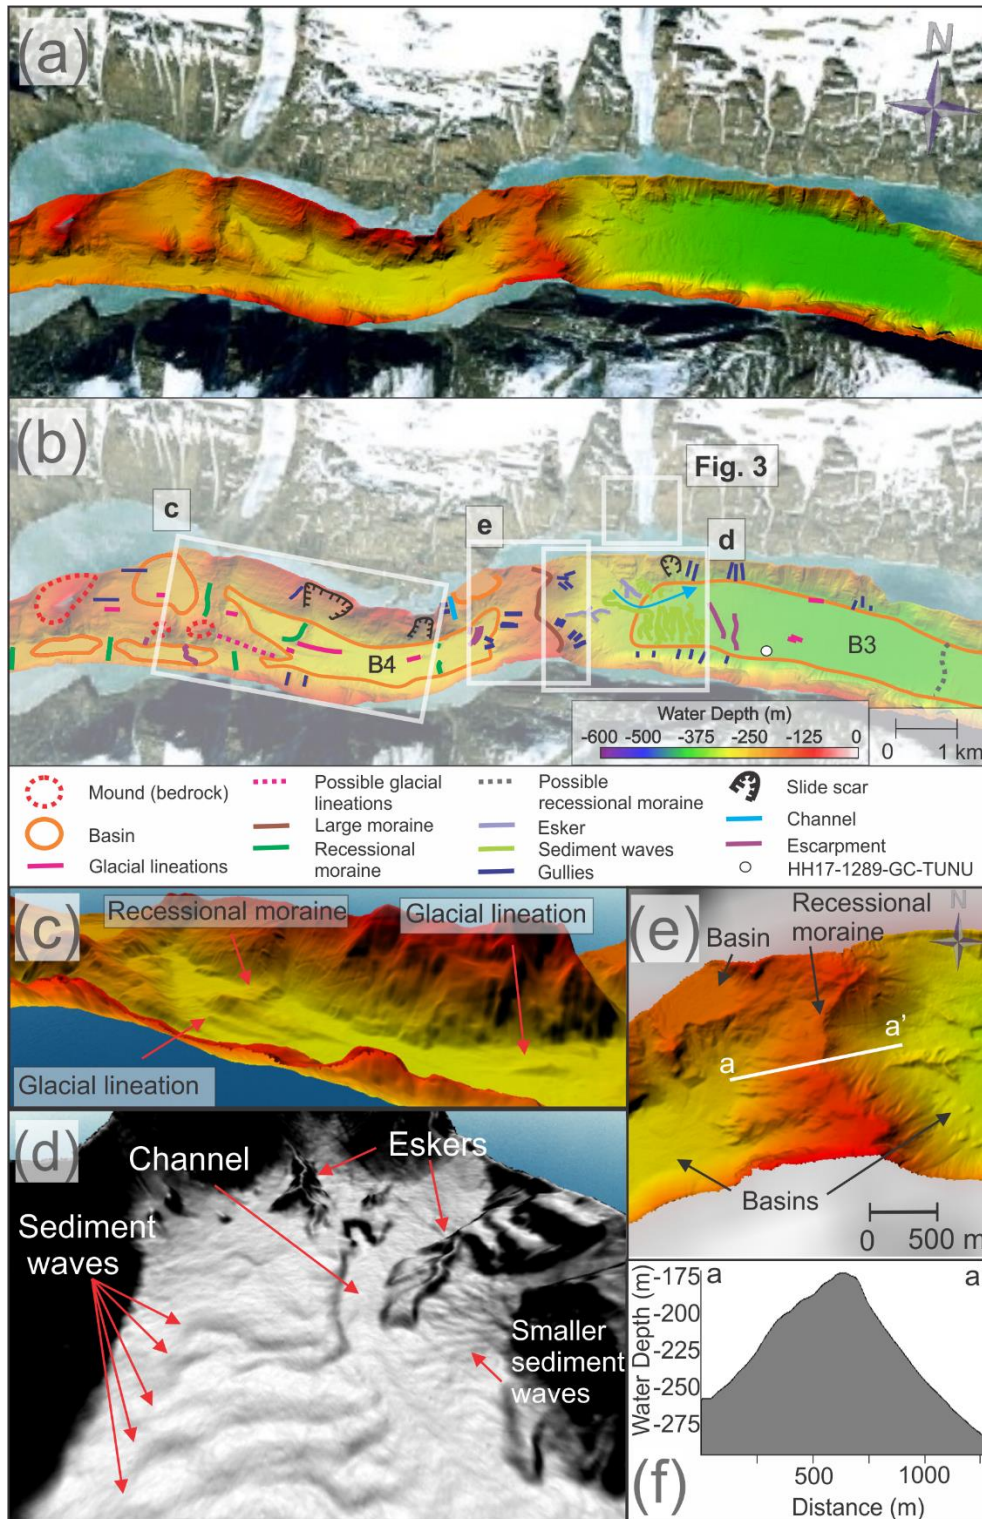 (a)
N
(b)
Fig. 3
c
e
d
B4
B3
Water Depth (m)
-600 -500 -375 -250 -125 0
0 1 km
Mound (bedrock)
Basin
Glacial lineations
Possible glacial
lineations
Large moraine
Recessional
moraine
Possible
recessional moraine
Esker
Sediment waves
Gullies
Slide scar
Channel
Escarpment
HH17-1289-GC-TUNU
(c)
Recessional moraine
Glacial lineation
Glacial lineation
(d)
Channel
Eskers
Sediment
waves
Smaller
sediment
waves
(e)
Recessional
moraine
Basin
N
a
a’
Basins
0 500 m
a
a
Water Depth (m)
-175
-200
-225
-250
-275
500 1000
Distance (m)
(f)